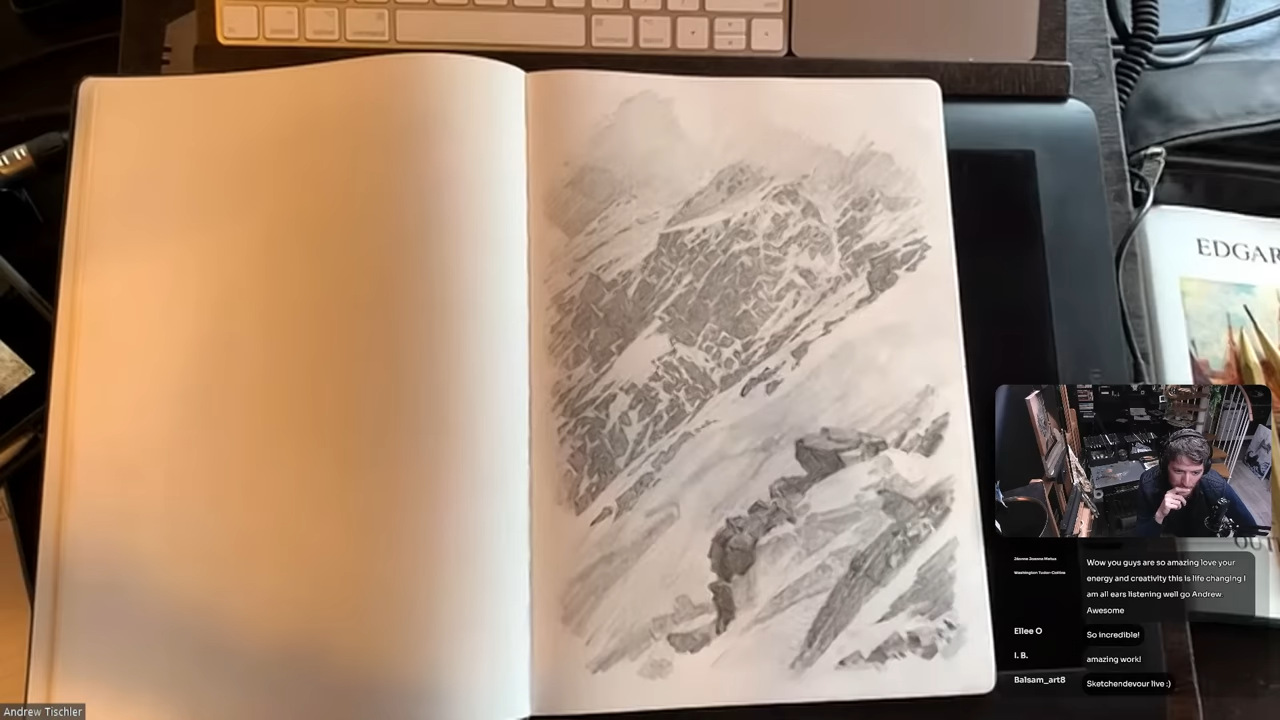 EDGAR
Wow you guys are so amazing love your
energy and creativity this is life changing I
am all ears listening well go Andrew
Awesome
Ellee O
So incredible!
I. B.
amazing work!
Balsam_art8
Sketchendevour live :)
Andrew Tischler